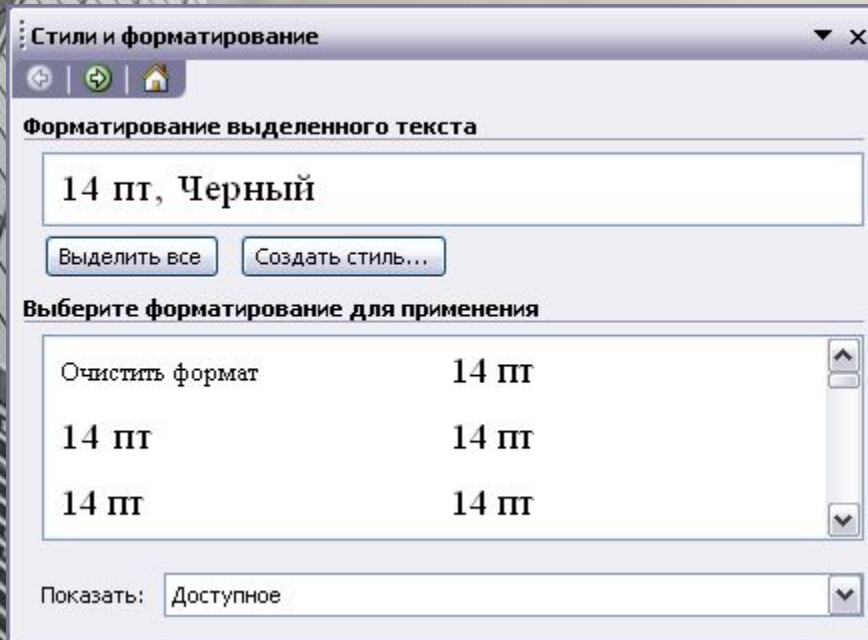 Стили и форматирование
Форматирование выделенного текста
14 пт, Черный
Выделить все Создать стиль...
Выберите форматирование для применения
Очистить формат 14 пт
14 пт 14 пт
14 пт 14 пт
Показать: Доступное